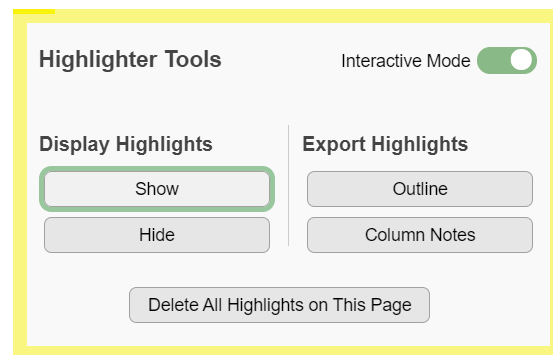 Highlighter Tools
Interactive Mode
Display Highlights
Show
Hide
Export Highlights
Outline
Column Notes
Delete All Highlights on This Page